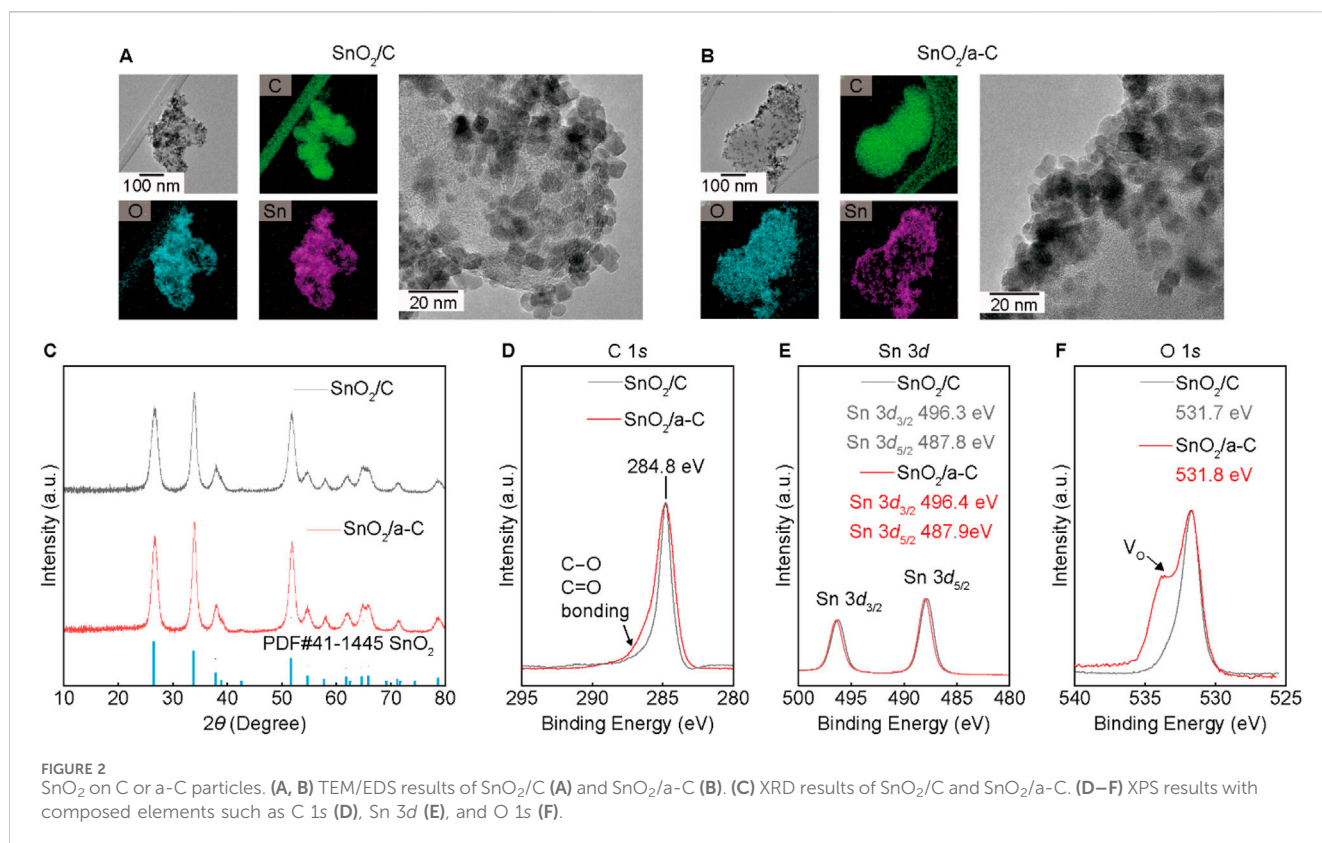 A
SnO₂/C
C
100 nm
O
Sn
20 nm
B
SnO₂/a-C
C
100 nm
O
Sn
20 nm
C
SnO₂/C
SnO₂/a-C
PDF#41-1445 SnO₂
Intensity (a.u.)
10 20 30 40 50 60 70 80
2θ (Degree)
D
C 1s
SnO₂/C
SnO₂/a-C
284.8 eV
C–O
C=O
bonding
Intensity (a.u.)
295 290 285 280
Binding Energy (eV)
E
Sn 3d
SnO₂/C
Sn 3d₃/₂ 496.3 eV
Sn 3d₅/₂ 487.8 eV
SnO₂/a-C
Sn 3d₃/₂ 496.4 eV
Sn 3d₅/₂ 487.9eV
Sn 3d₅/₂
Sn 3d₃/₂
Intensity (a.u.)
500 495 490 485 480
Binding Energy (eV)
F
O 1s
SnO₂/C
531.7 eV
SnO₂/a-C
531.8 eV
V_O
Intensity (a.u.)
540 535 530 525
Binding Energy (eV)
FIGURE 2
SnO₂ on C or a-C particles. (A, B) TEM/EDS results of SnO₂/C (A) and SnO₂/a-C (B). (C) XRD results of SnO₂/C and SnO₂/a-C. (D–F) XPS results with
composed elements such as C 1s (D), Sn 3d (E), and O 1s (F).